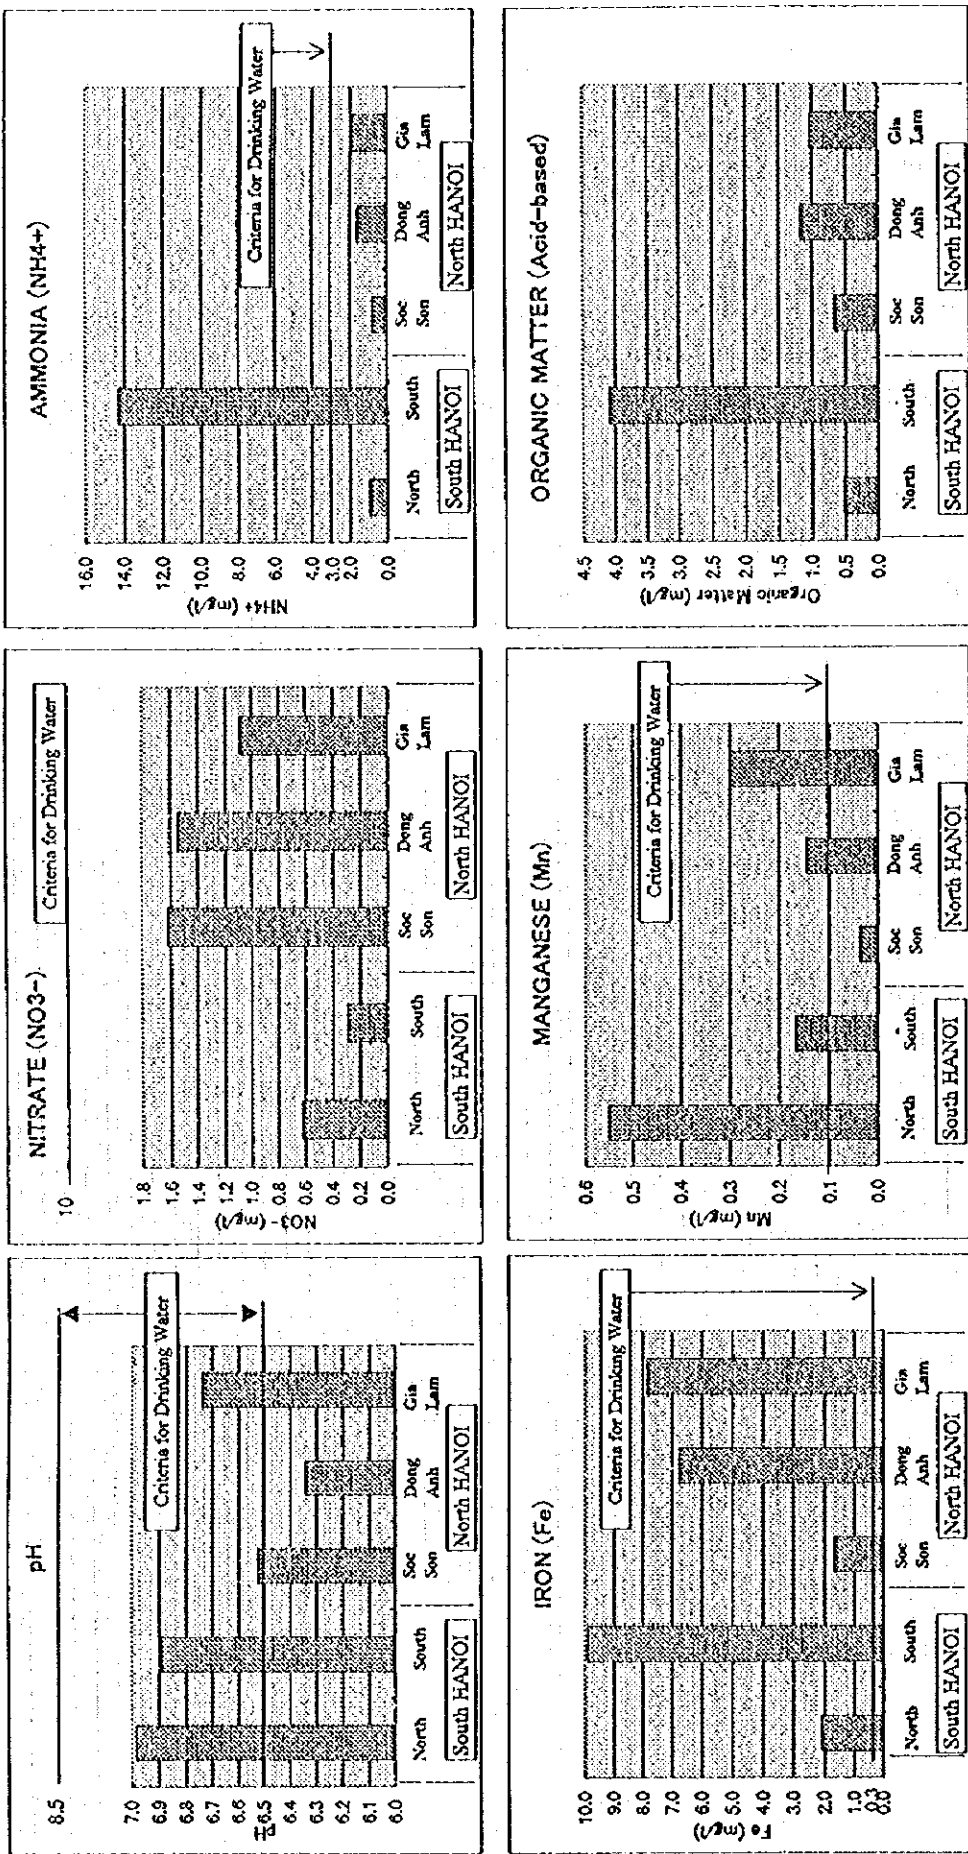 pH
8.5
Criteria for Drinking Water
7.0
6.9
6.8
6.7
6.6
6.5
6.4
6.3
6.2
6.1
6.0
pH
North South Soc Dong Gia
Son Anh Lam
South HANOI North HANOI
NITRATE (NO3-)
10
Criteria for Drinking Water
1.8
1.6
1.4
1.2
1.0
0.8
0.6
0.4
0.2
0.0
NO3- (mg/l)
North South Soc Dong Gia
Son Anh Lam
South HANOI North HANOI
AMMONIA (NH4+)
Criteria for Drinking Water
16.0
14.0
12.0
10.0
8.0
6.0
4.0
3.0
2.0
0.0
NH4+ (mg/l)
North South Soc Dong Gia
Son Anh Lam
South HANOI North HANOI
IRON (Fe)
Criteria for Drinking Water
10.0
9.0
8.0
7.0
6.0
5.0
4.0
3.0
2.0
1.0
0.3
0.0
Fe (mg/l)
North South Soc Dong Gia
Son Anh Lam
South HANOI North HANOI
MANGANESE (Mn)
Criteria for Drinking Water
0.6
0.5
0.4
0.3
0.2
0.1
0.0
Mn (mg/l)
North South Soc Dong Gia
Son Anh Lam
South HANOI North HANOI
ORGANIC MATTER (Acid-based)
4.5
4.0
3.5
3.0
2.5
2.0
1.5
1.0
0.5
0.0
Organic Matter (mg/l)
North South Soc Dong Gia
Son Anh Lam
South HANOI North HANOI